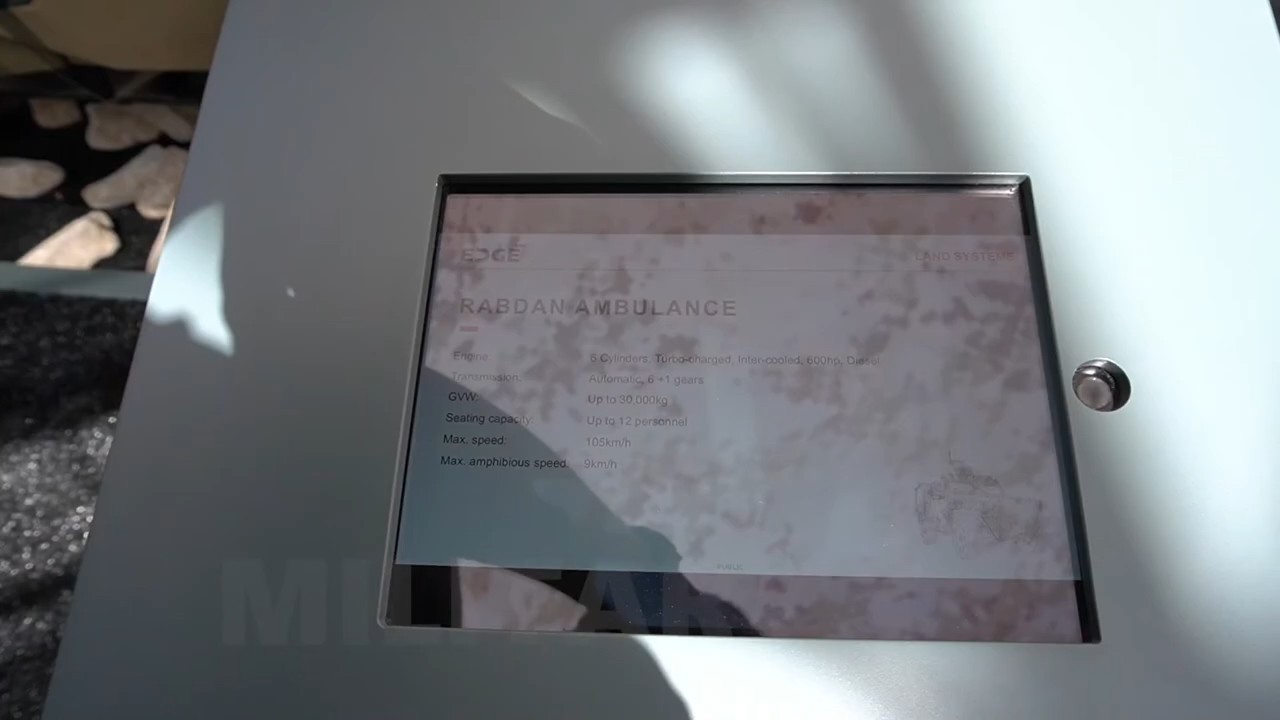 EDGE
LAND SYSTEMS
RABDAN AMBULANCE
Engine: 6 Cylinders, Turbo-charged, Inter-cooled, 600hp, Diesel
Transmission: Automatic, 6 +1 gears
GVW: Up to 30,000kg
Seating capacity: Up to 12 personnel
Max. speed: 105km/h
Max. amphibious speed: 9km/h
PUBLIC